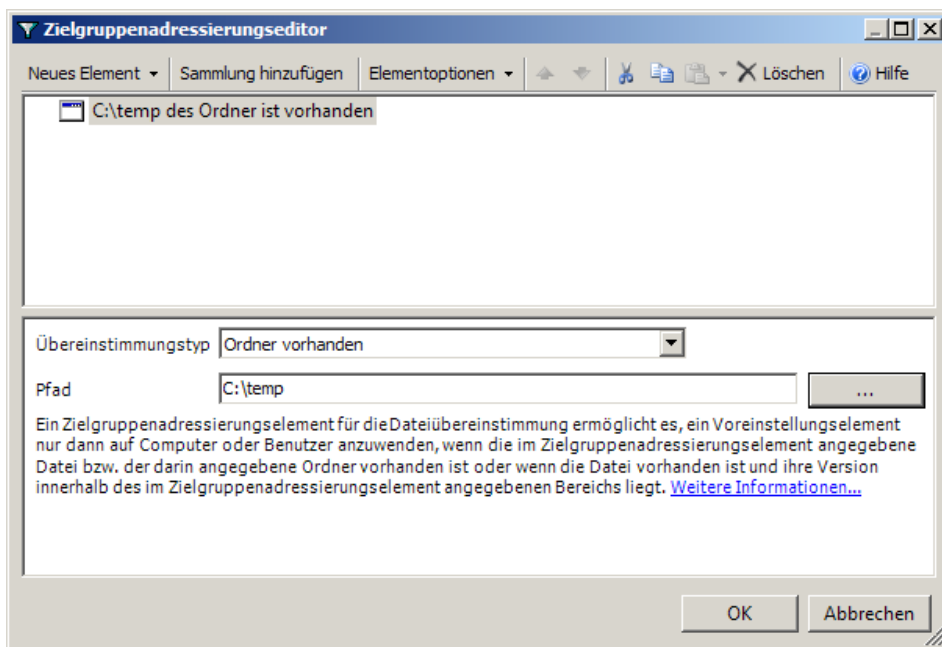 Zielgruppenadressierungseditor
Neues Element Sammlung hinzufügen Elementoptionen Löschen Hilfe
C:\temp des Ordner ist vorhanden
Übereinstimmungstyp Ordner vorhanden
Pfad C:\temp ...
Ein Zielgruppenadressierungselement für die Dateiübereinstimmung ermöglicht es, ein Voreinstellungselement
nur dann auf Computer oder Benutzer anzuwenden, wenn die im Zielgruppenadressierungselement angegebene
Datei bzw. der darin angegebene Ordner vorhanden ist oder wenn die Datei vorhanden ist und ihre Version
innerhalb des im Zielgruppenadressierungselement angegebenen Bereichs liegt. Weitere Informationen...
OK Abbrechen